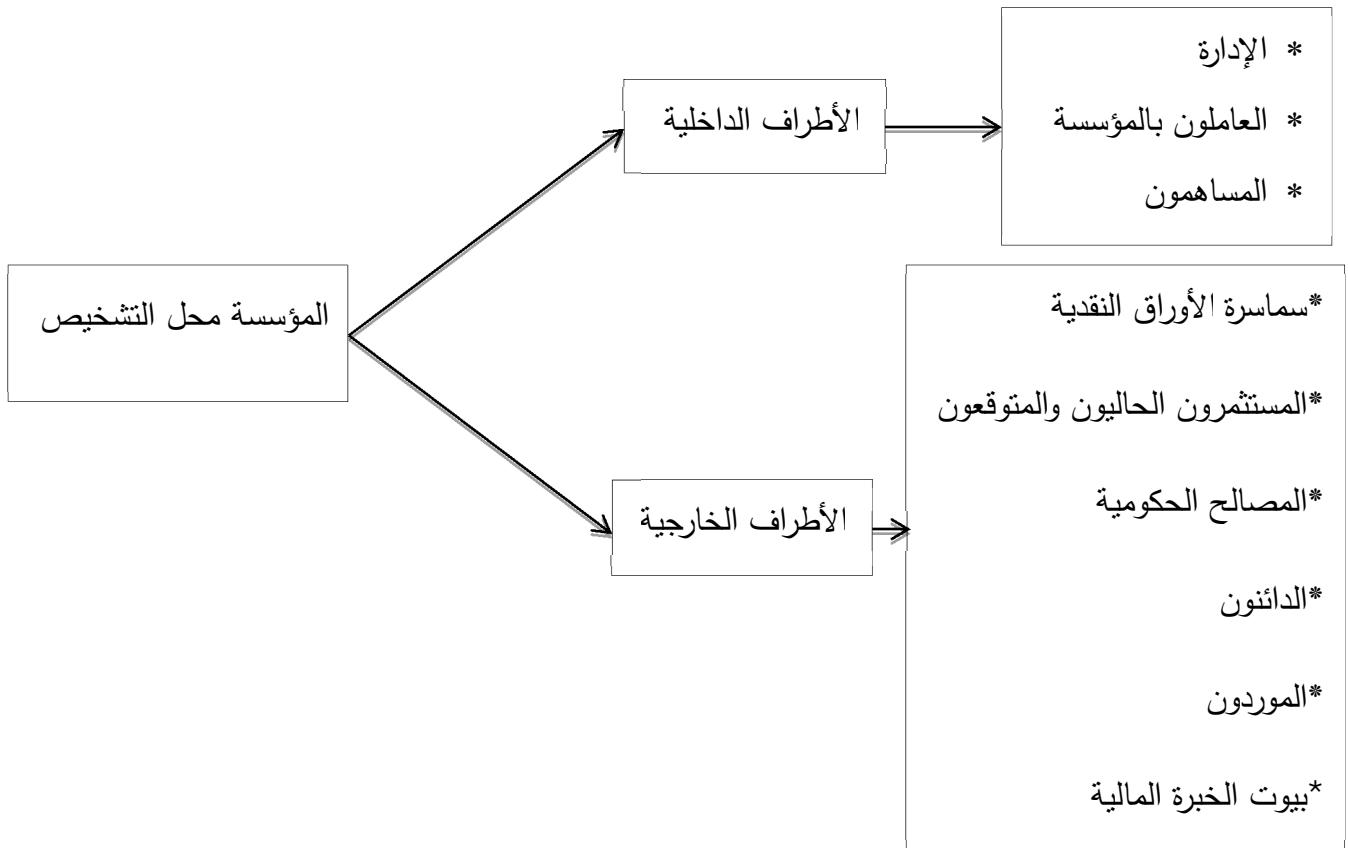 المؤسسة محل التشخيص
الأطراف الداخلية
* الإدارة
* العاملون بالمؤسسة
* المساهمون
الأطراف الخارجية
*سماسرة الأوراق النقدية
*المستثمرون الحاليون والمتوقعون
*المصالح الحكومية
*الدائنون
*الموردون
*بيوت الخبرة المالية